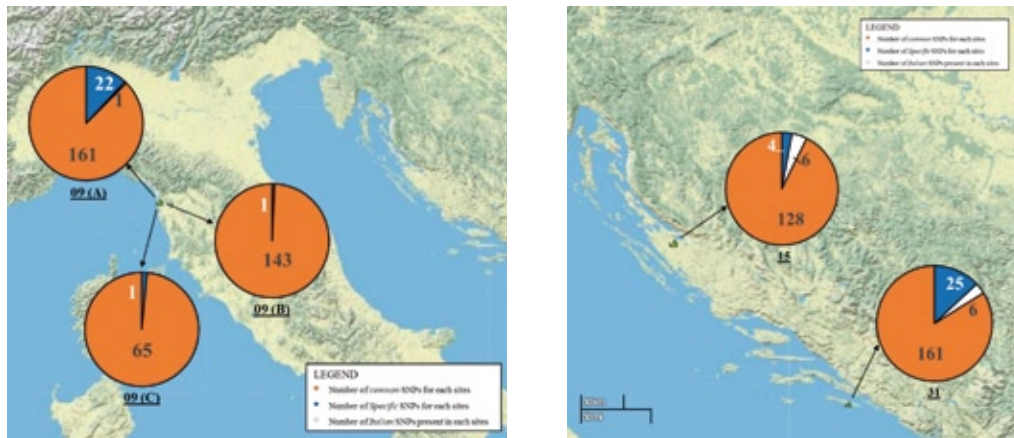 22
1
161
09 (A)
1
143
09 (B)
1
65
09 (C)
LEGEND
Number of common SNPs for each sites
Number of Specific SNPs for each sites
Number of Italian SNPs present in each sites
LEGEND
Number of common SNPs for each sites
Number of Specific SNPs for each sites
Number of Italian SNPs present in each sites
4
6
128
15
25
6
161
31